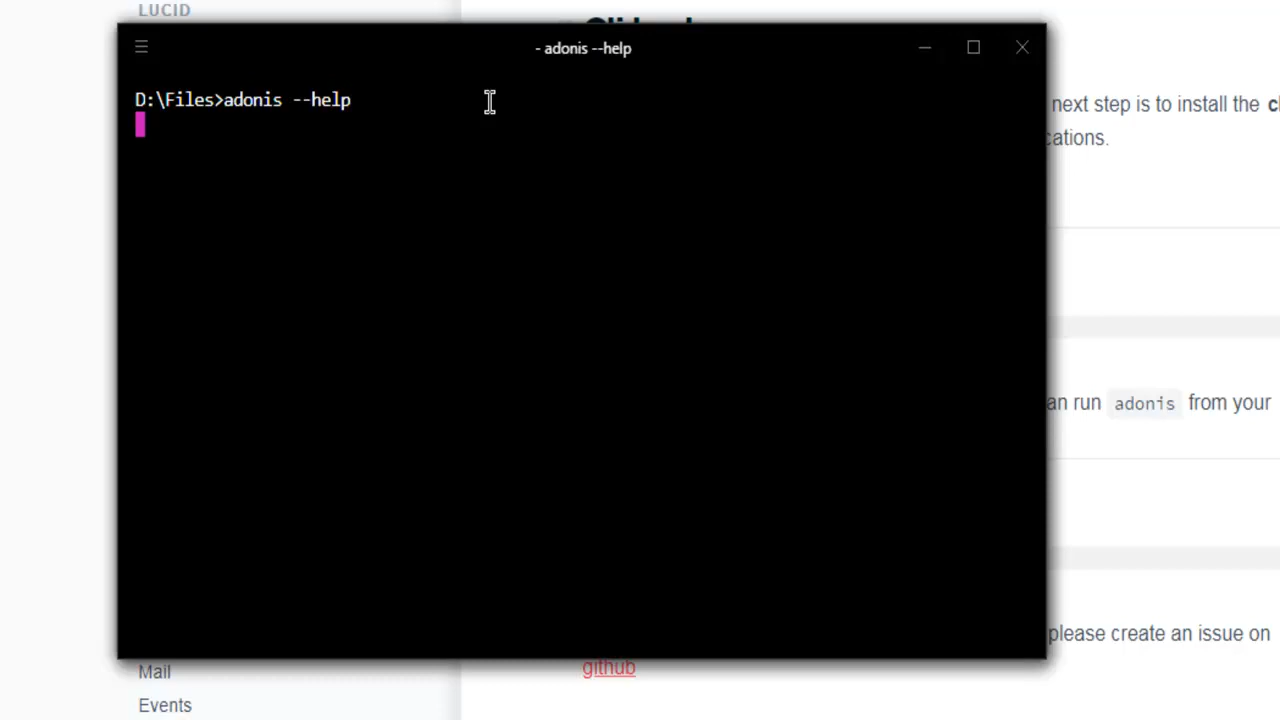 LUCID
- adonis --help
D:\Files>adonis --help
next step is to install the
cations.
an run adonis from your
please create an issue on
github
Mail
Events